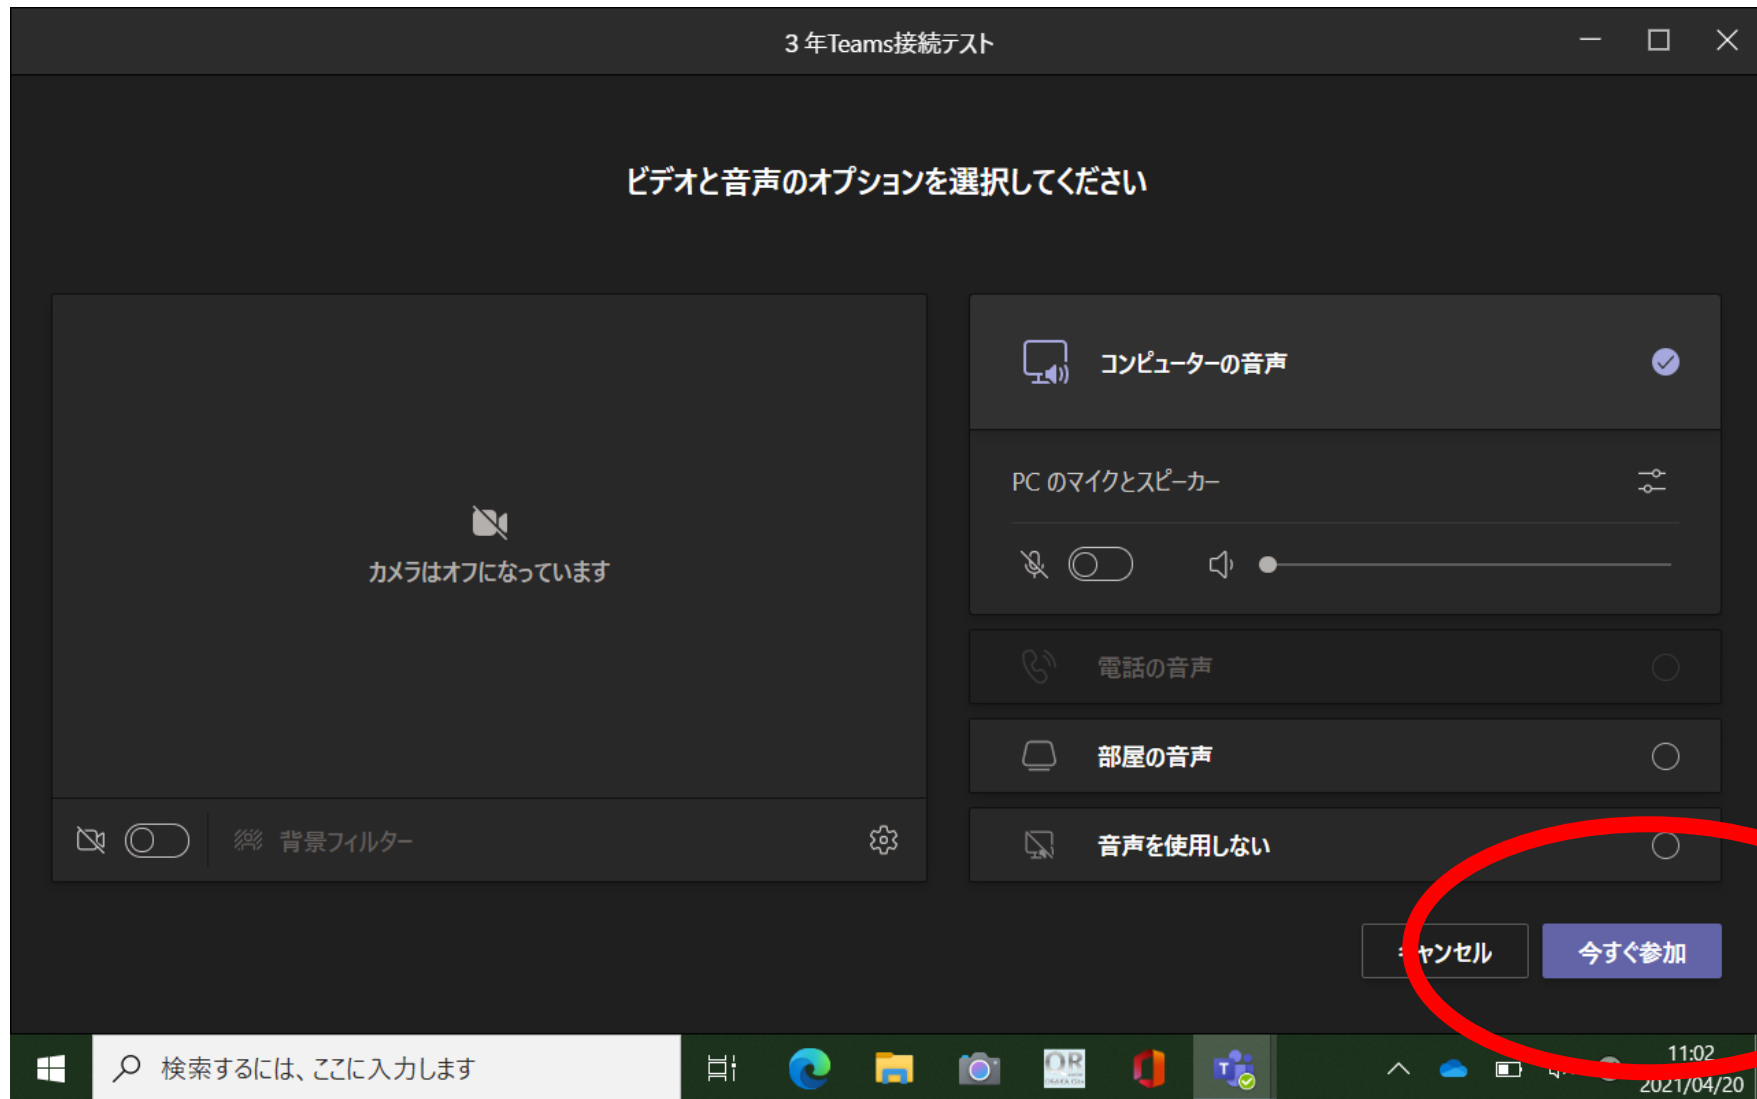 ３年Teams接続テスト
ビデオと音声のオプションを選択してください
カメラはオフになっています
背景フィルター
コンピューターの音声
PC のマイクとスピーカー
電話の音声
部屋の音声
音声を使用しない
キャンセル
今すぐ参加
検索するには、ここに入力します
QR
11:02
2021/04/20